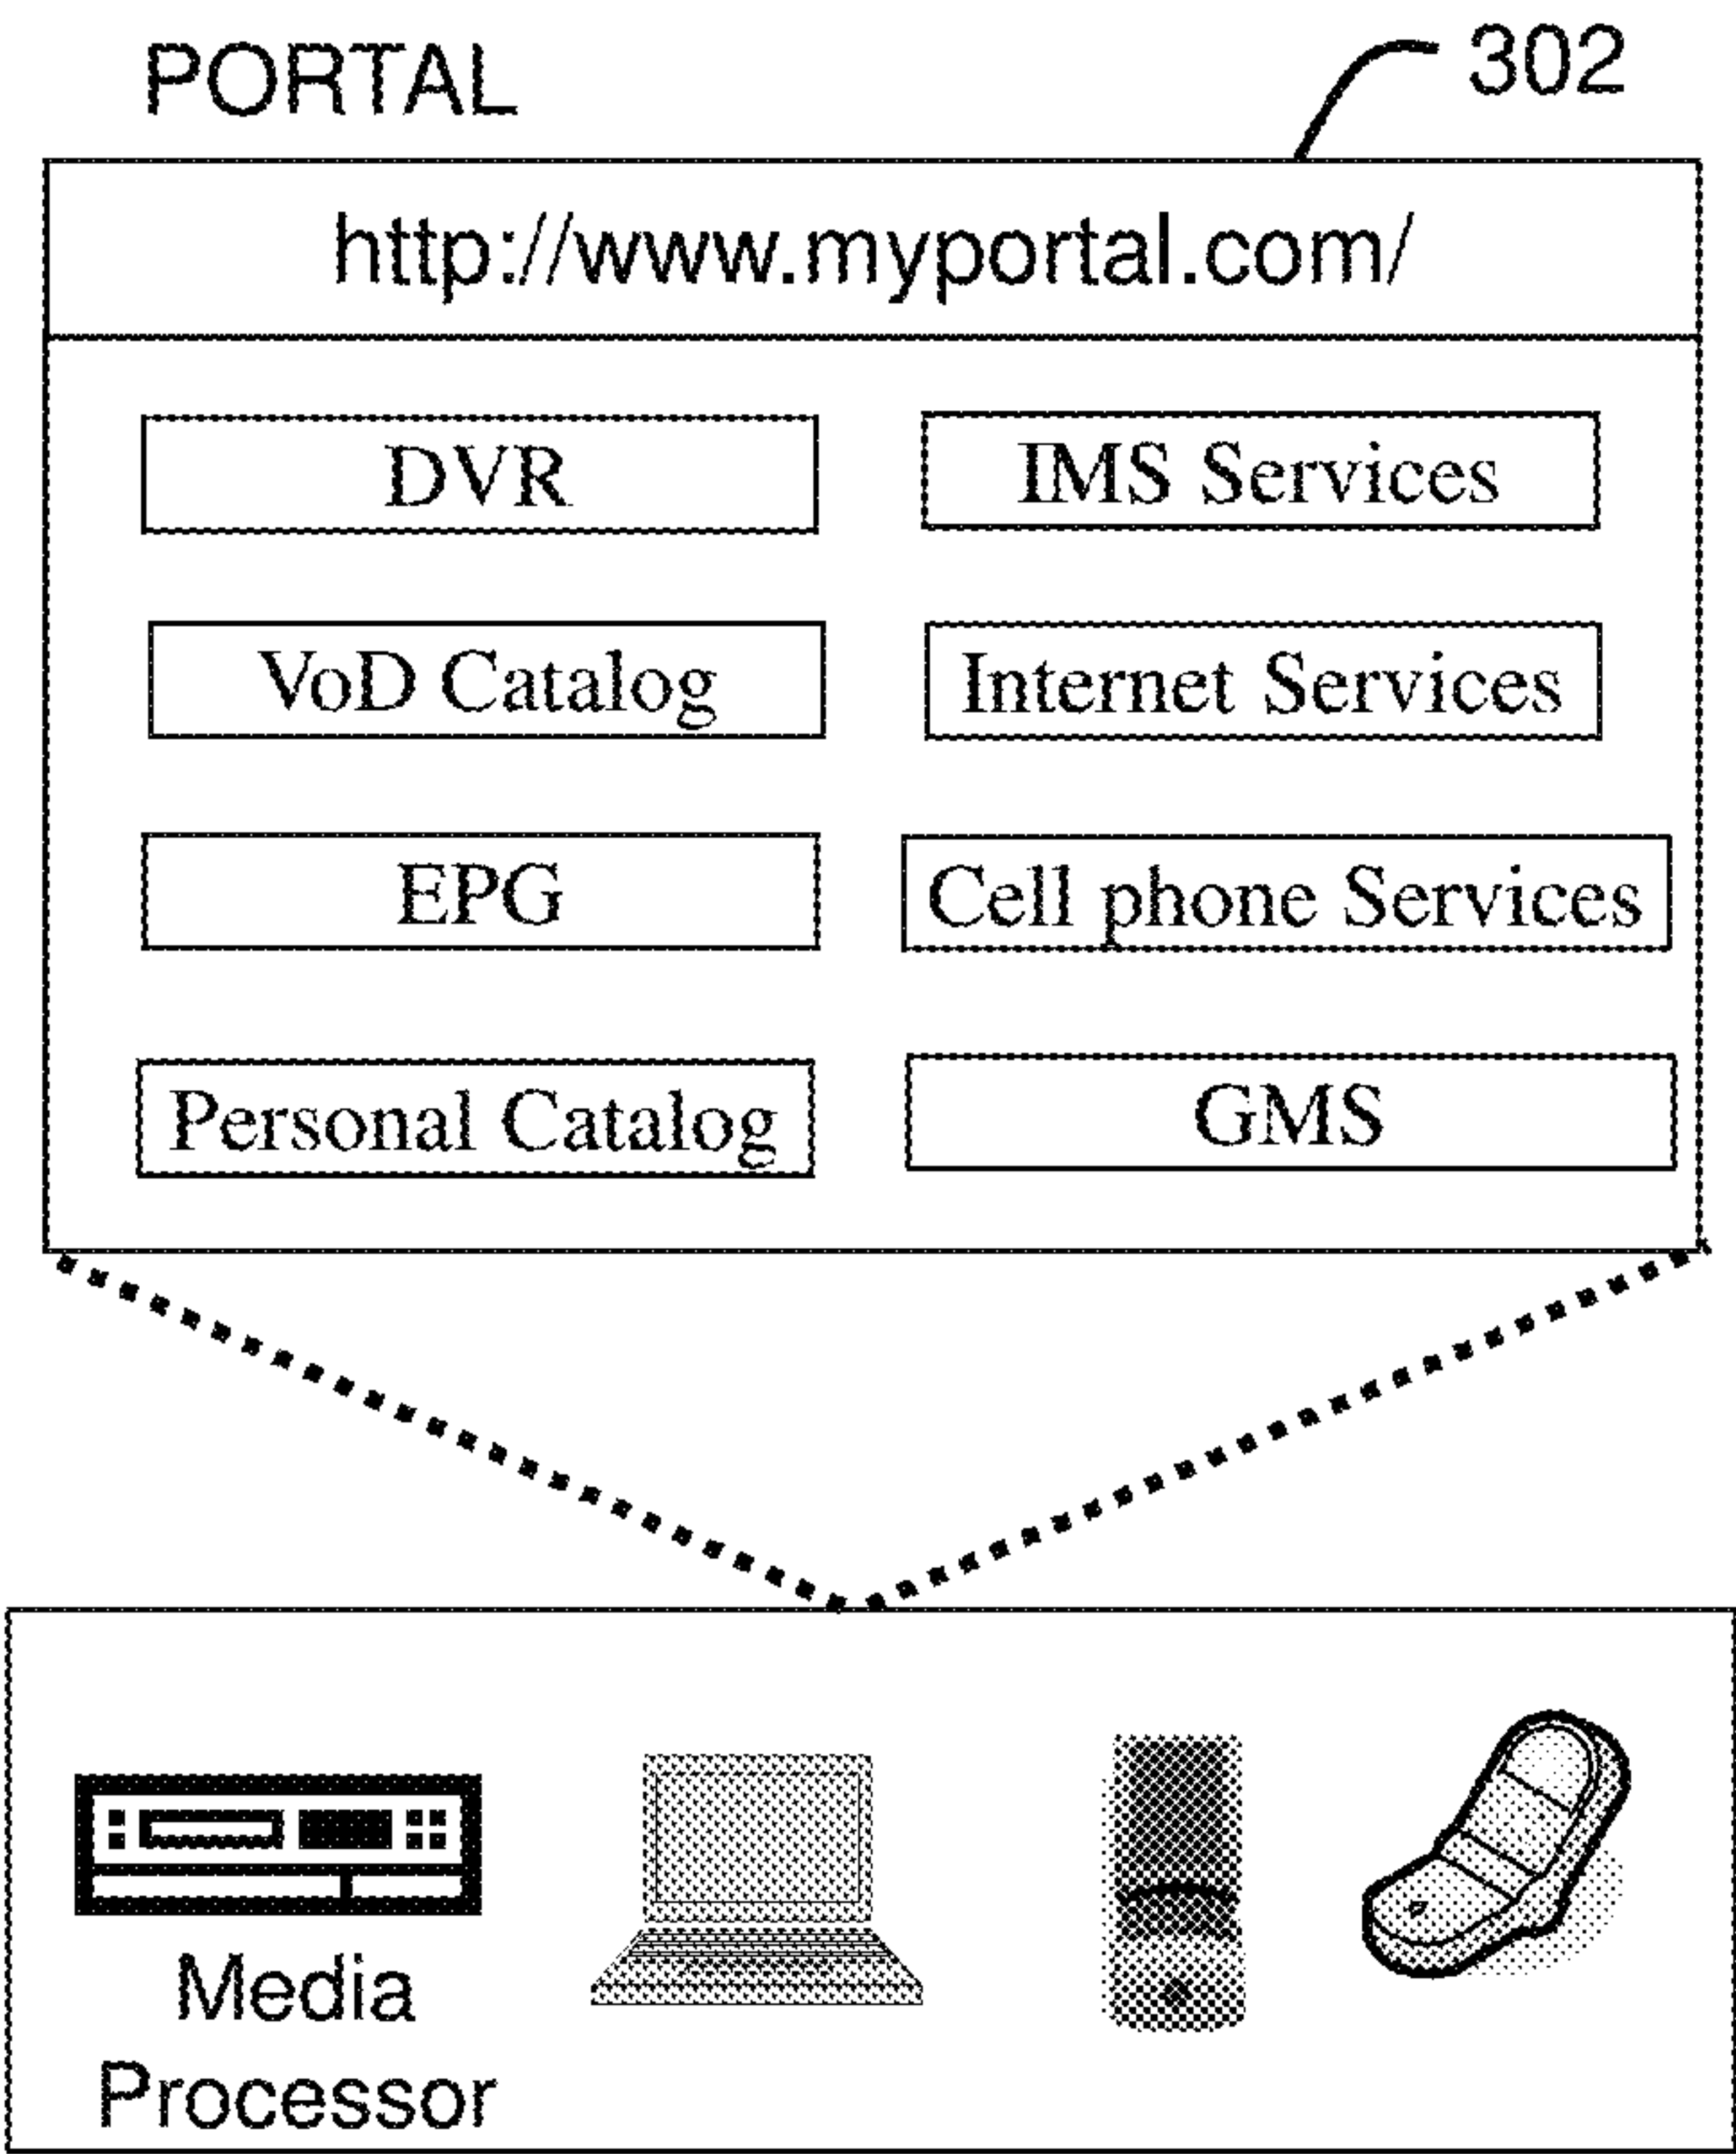 PORTAL
302
http://www.myportal.com/
DVR
IMS Services
VoD Catalog
Internet Services
EPG
Cell phone Services
Personal Catalog
GMS
Media
Processor